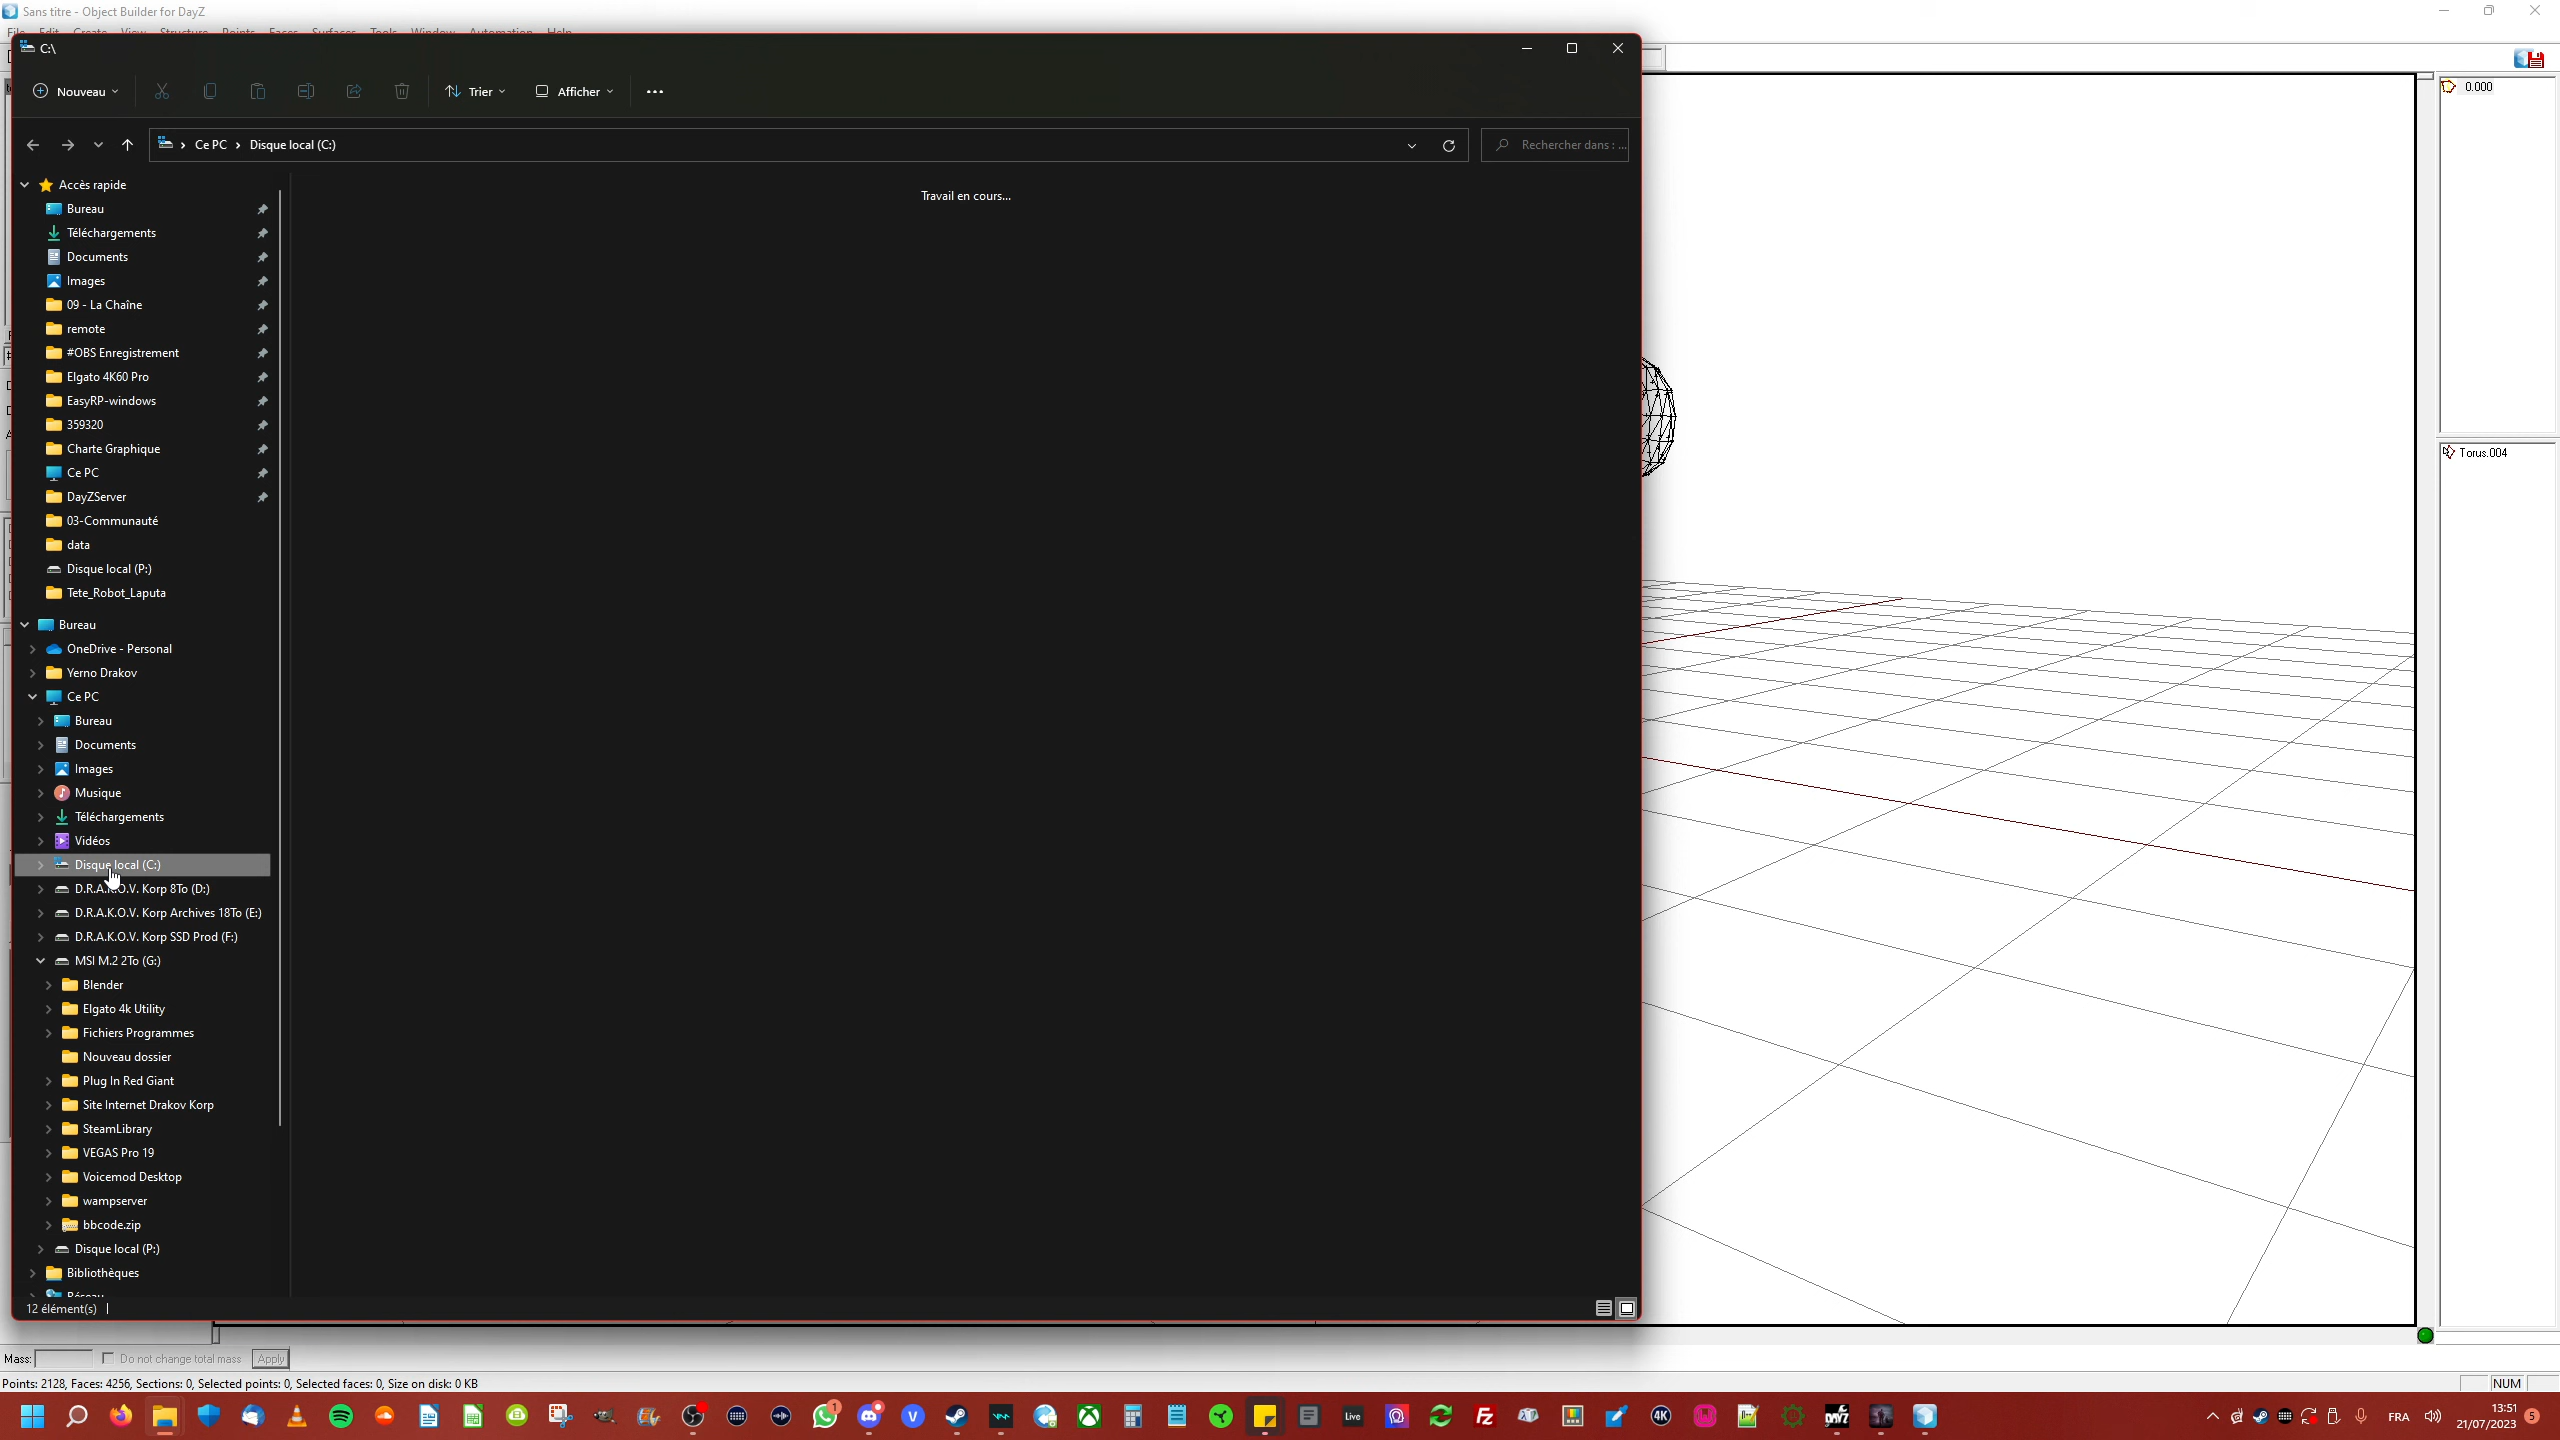 Sans titre - Object Builder for DayZ
C:\
Nouveau
Trier
Afficher
Ce PC
Disque local (C:)
Rechercher dans : ...
Accès rapide
Bureau
Téléchargements
Documents
Images
09 - La Chaîne
remote
#OBS Enregistrement
Elgato 4K60 Pro
EasyRP-windows
359320
Charte Graphique
Ce PC
DayZServer
03-Communauté
data
Disque local (P:)
Tete_Robot_Laputa
Bureau
OneDrive - Personal
Yerno Drakov
Ce PC
Bureau
Documents
Images
Musique
Téléchargements
Vidéos
Disque local (C:)
D.R.A.K.O.V. Korp 8To (D:)
D.R.A.K.O.V. Korp Archives 18To (E:)
D.R.A.K.O.V. Korp SSD Prod (F:)
MSI M.2 2To (G:)
Blender
Elgato 4k Utility
Fichiers Programmes
Nouveau dossier
Plug In Red Giant
Site Internet Drakov Korp
SteamLibrary
VEGAS Pro 19
Voicemod Desktop
wampserver
bbcode.zip
Disque local (P:)
Bibliothèques
Travail en cours...
12 élément(s)
0.000
Torus.004
Mass:
Do not change total mass
Apply
Points: 2128, Faces: 4256, Sections: 0, Selected points: 0, Selected faces: 0, Size on disk: 0 KB
NUM
FRA
13:51
21/07/2023
5